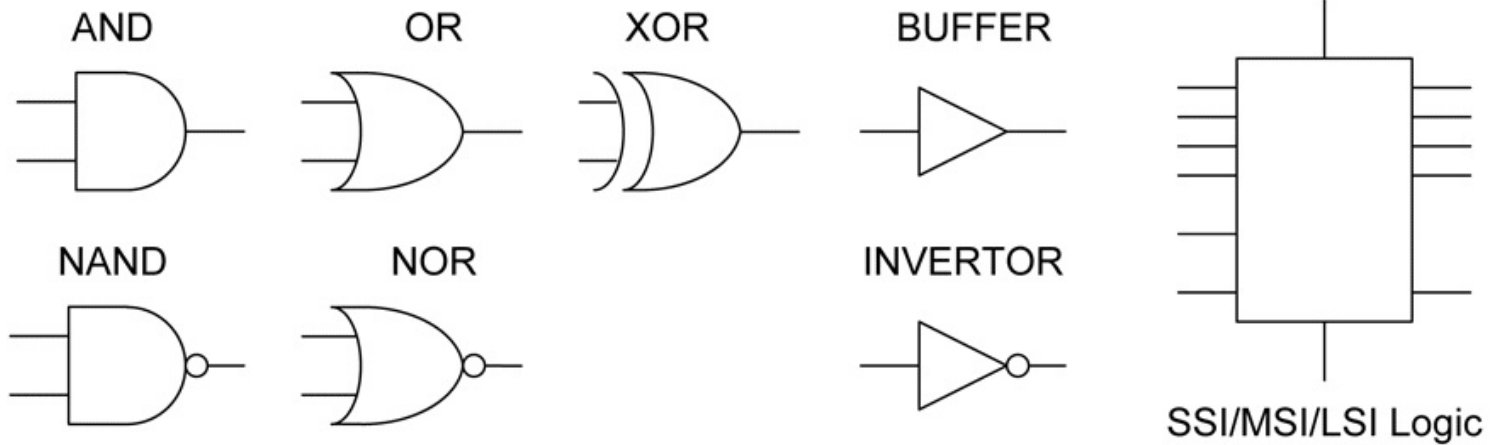 AND
OR
XOR
BUFFER
NAND
NOR
INVERTOR
SSI/MSI/LSI Logic